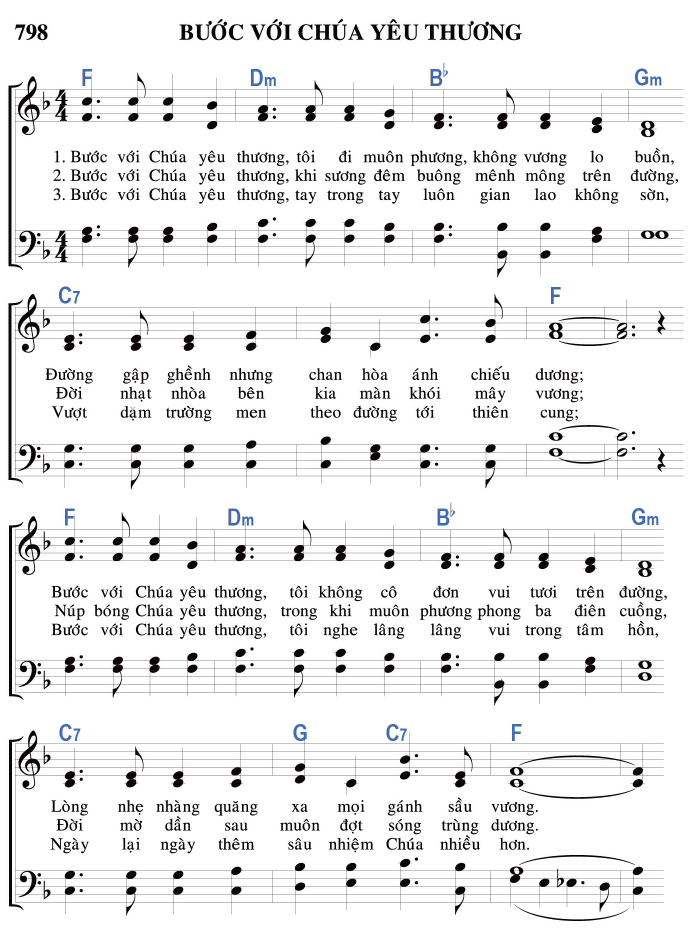 798 BƯỚC VỚI CHÚA YÊU THƯƠNG
F Dm B♭ Gm
1. Bước với Chúa yêu thương, tôi đi muôn phương, không vương lo buồn,
2. Bước với Chúa yêu thương, khi sương đêm buông mênh mông trên đường,
3. Bước với Chúa yêu thương, tay trong tay luôn gian lao không sờn,
C7 F
Đường gập ghềnh nhưng chan hòa ánh chiếu dương;
Đời nhạt nhòa bên kia màn khói mây vương;
Vượt dặm trường men theo đường tới thiên cung;
F Dm B♭ Gm
Bước với Chúa yêu thương, tôi không cô đơn vui tươi trên đường,
Núp bóng Chúa yêu thương, trong khi muôn phương phong ba điên cuồng,
Bước với Chúa yêu thương, tôi nghe lâng lâng vui trong tâm hồn,
C7 G C7 F
Lòng nhẹ nhàng quăng xa mọi gánh sầu vương.
Đời mờ dần sau muôn đợt sóng trùng dương.
Ngày lại ngày thêm sâu nhiệm Chúa nhiều hơn.